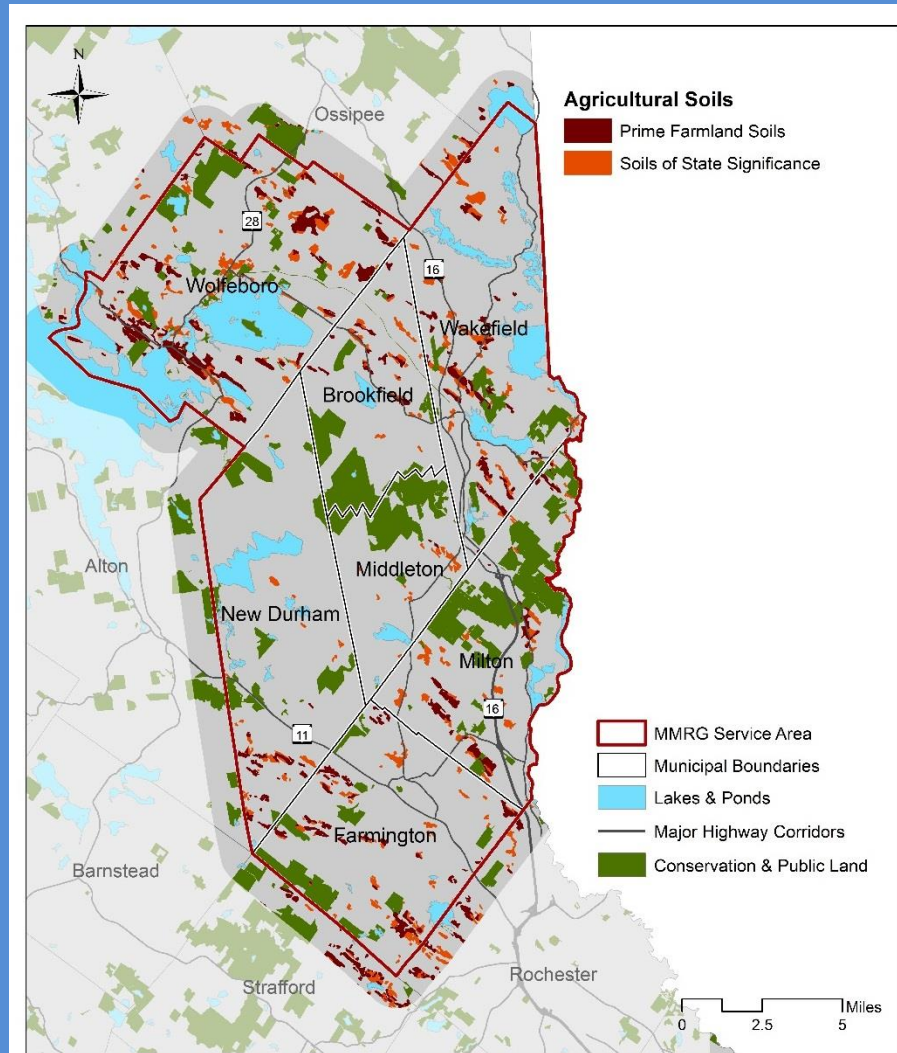 N
Ossipee
Agricultural Soils
Prime Farmland Soils
Soils of State Significance
28
16
Wolfeboro
Wakefield
Brookfield
Alton
Middleton
New Durham
Milton
16
11
MMRG Service Area
Municipal Boundaries
Lakes & Ponds
Major Highway Corridors
Conservation & Public Land
Farmington
Barnstead
Strafford
Rochester
Miles
0 2.5 5